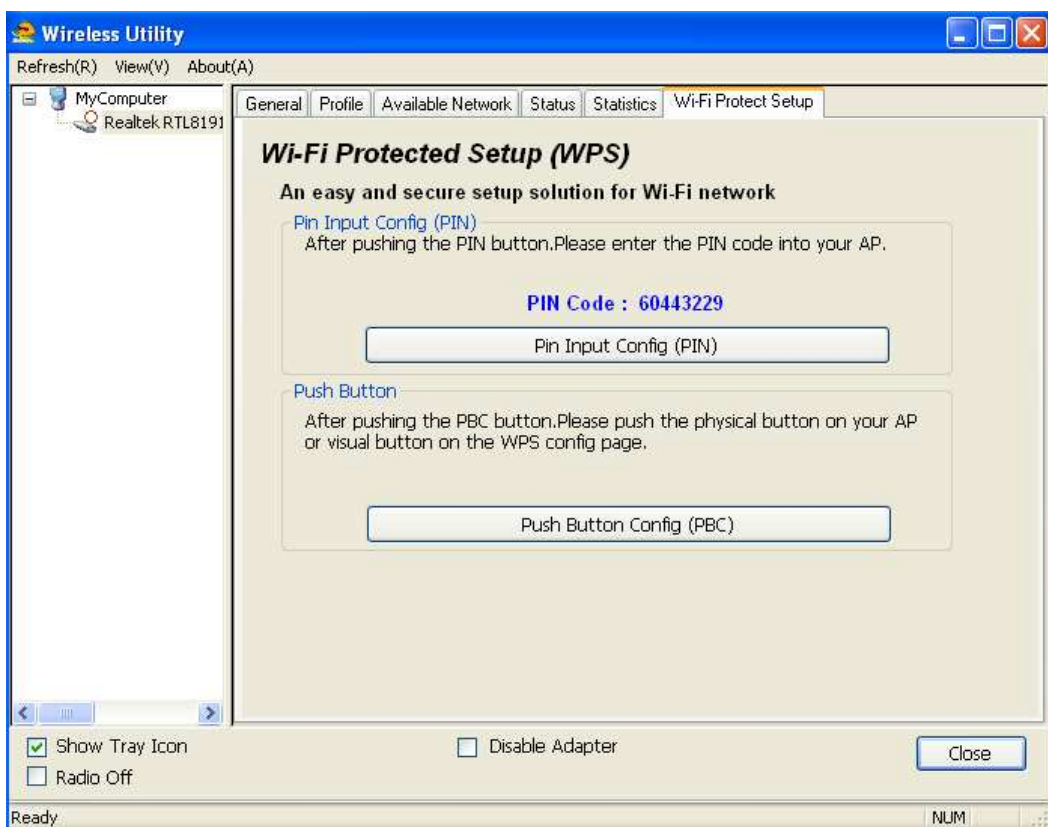 Wireless Utility
Refresh(R) View(V) About(A)
MyComputer
Realtek RTL8191
General Profile Available Network Status Statistics Wi-Fi Protect Setup
Wi-Fi Protected Setup (WPS)
An easy and secure setup solution for Wi-Fi network
Pin Input Config (PIN)
After pushing the PIN button.Please enter the PIN code into your AP.
PIN Code : 60443229
Pin Input Config (PIN)
Push Button
After pushing the PBC button.Please push the physical button on your AP
or visual button on the WPS config page.
Push Button Config (PBC)
Show Tray Icon
Disable Adapter
Close
Radio Off
Ready
NUM